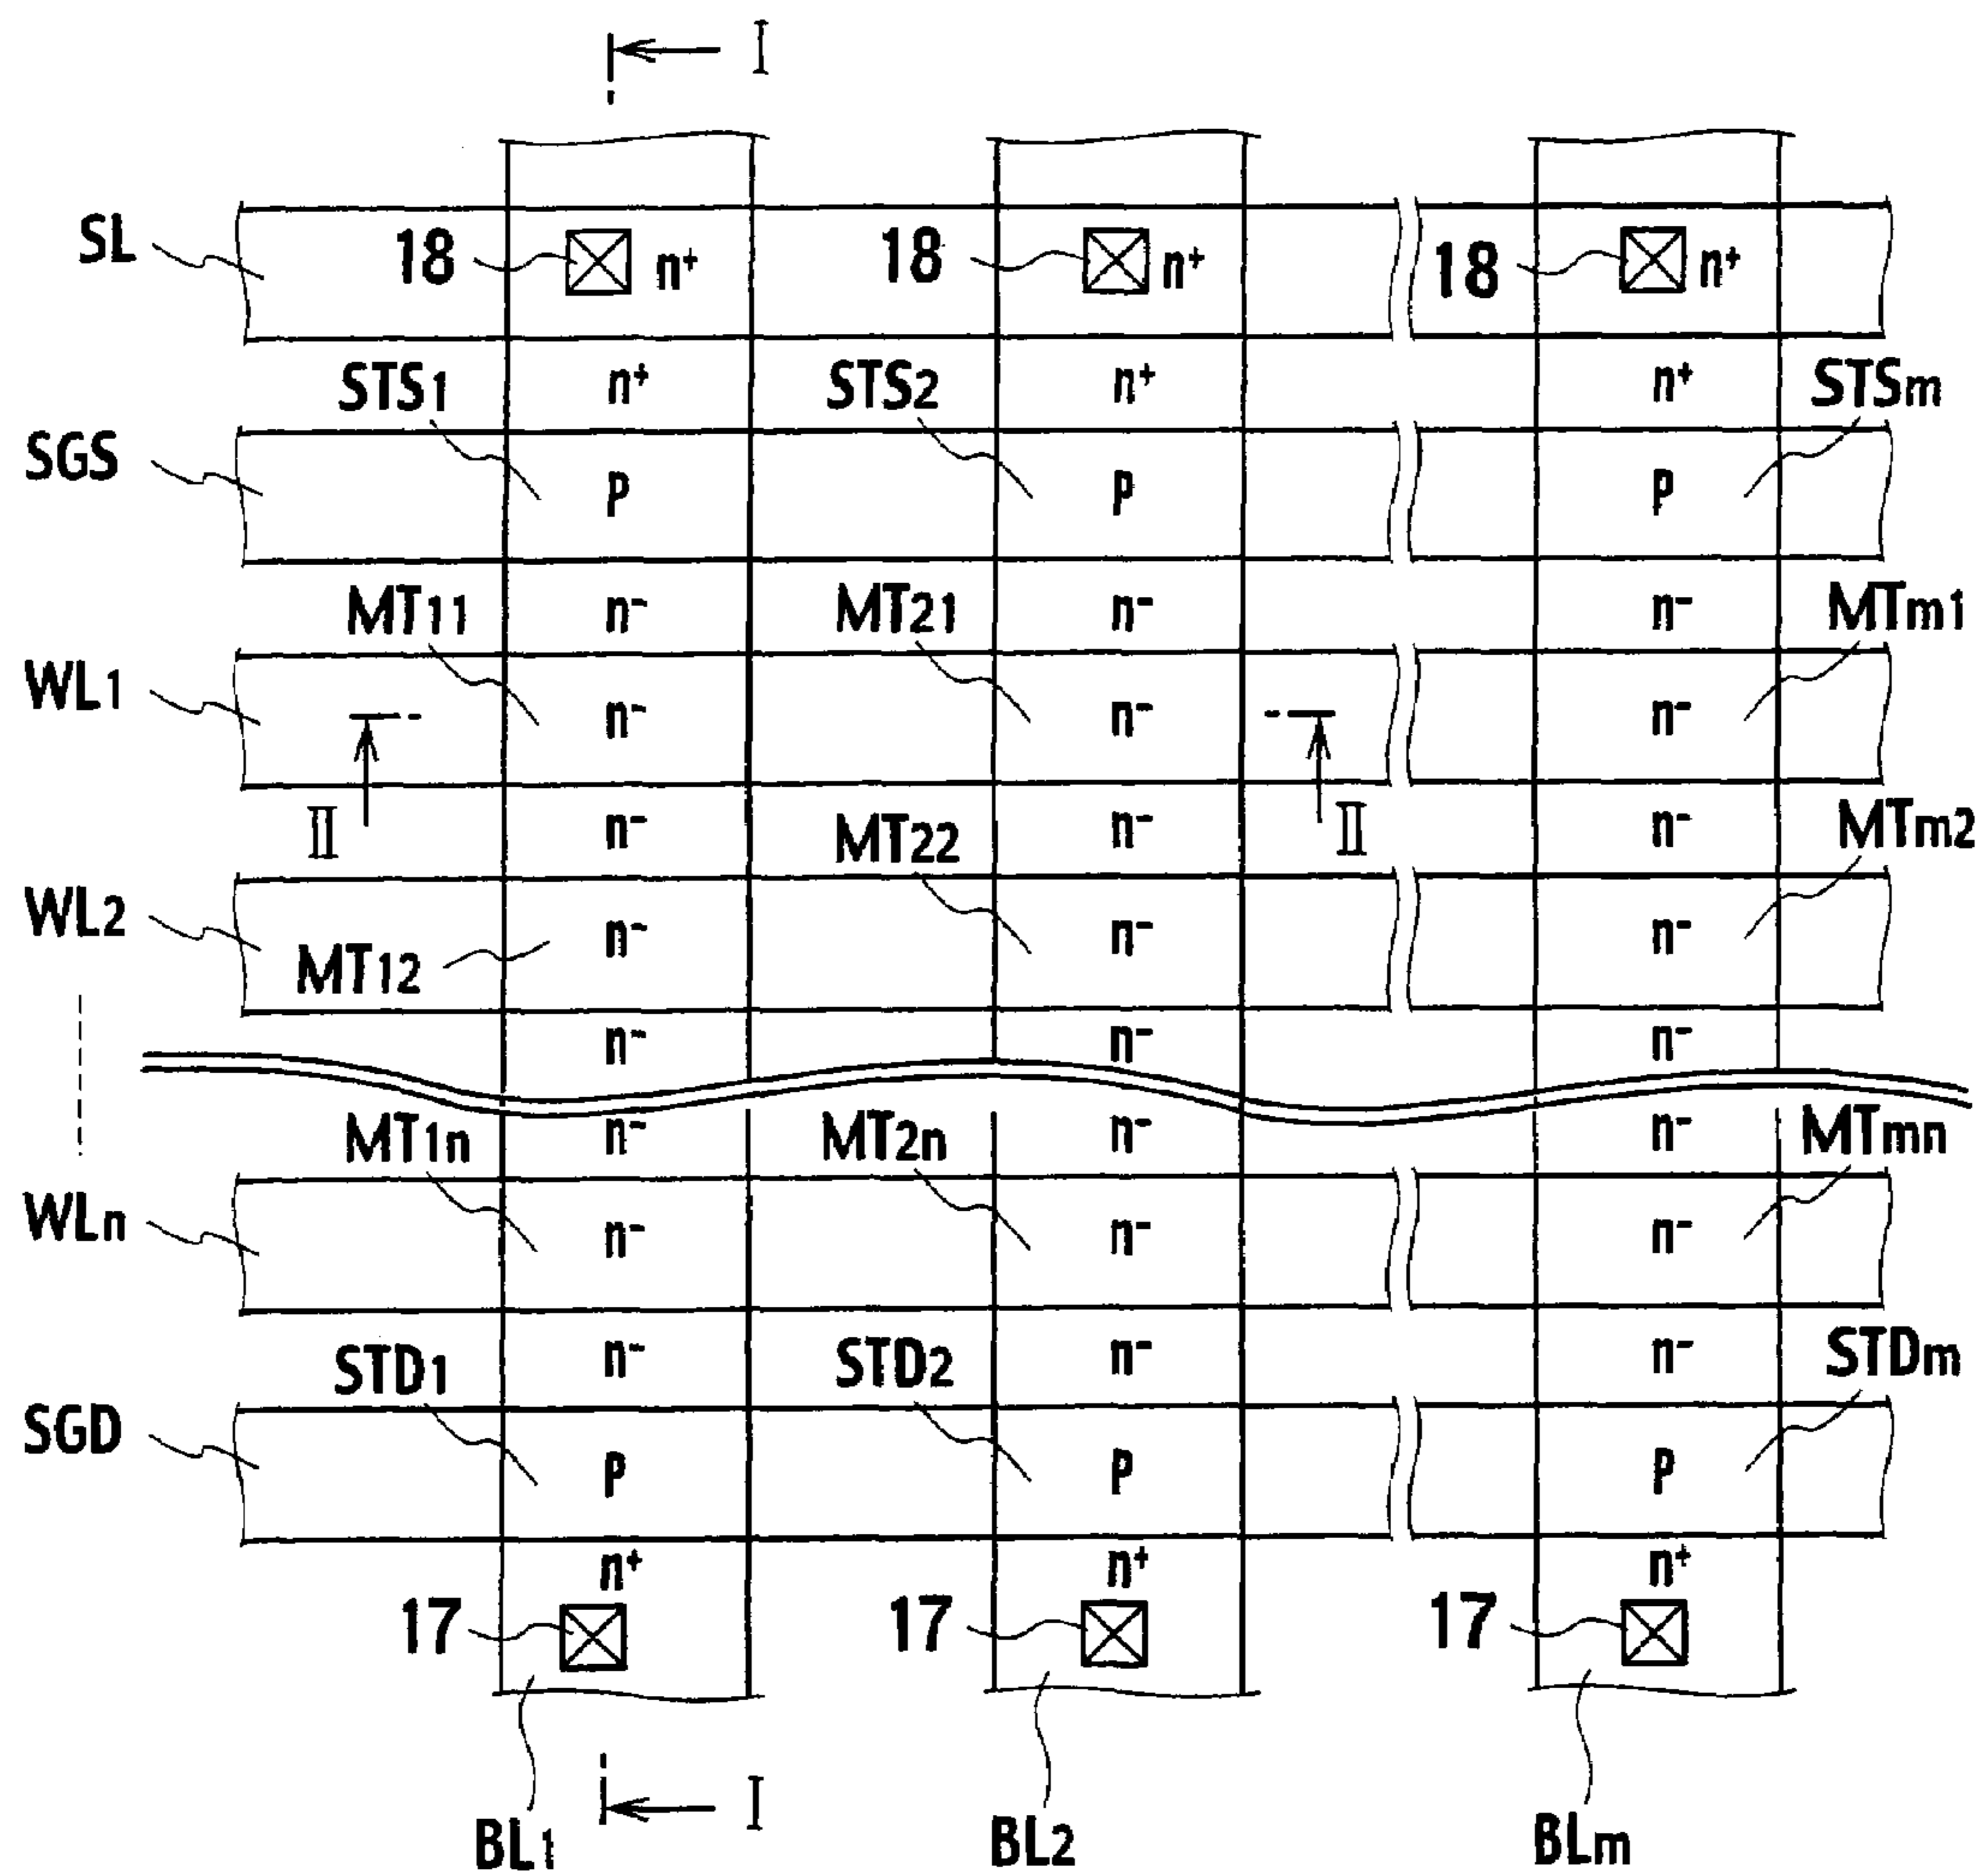 I
SL 18 n⁺ 18 n⁺ 18 n⁺
STS1 n⁺ STS2 n⁺ n⁺ STSm
SGS P P P
MT11 n⁻ MT21 n⁻ n⁻ MTm1
WL1 n⁻ n⁻ n⁻
II n⁻ MT22 n⁻ II n⁻ MTm2
WL2 MT12 n⁻ n⁻ n⁻
n⁻ n⁻ n⁻
MT1n n⁻ MT2n n⁻ n⁻ MTmn
WLn n⁻ n⁻ n⁻
STD1 n⁻ STD2 n⁻ n⁻ STDm
SGD P P P
n⁺ n⁺ n⁺
17 17 17
BL1 I BL2 BLm